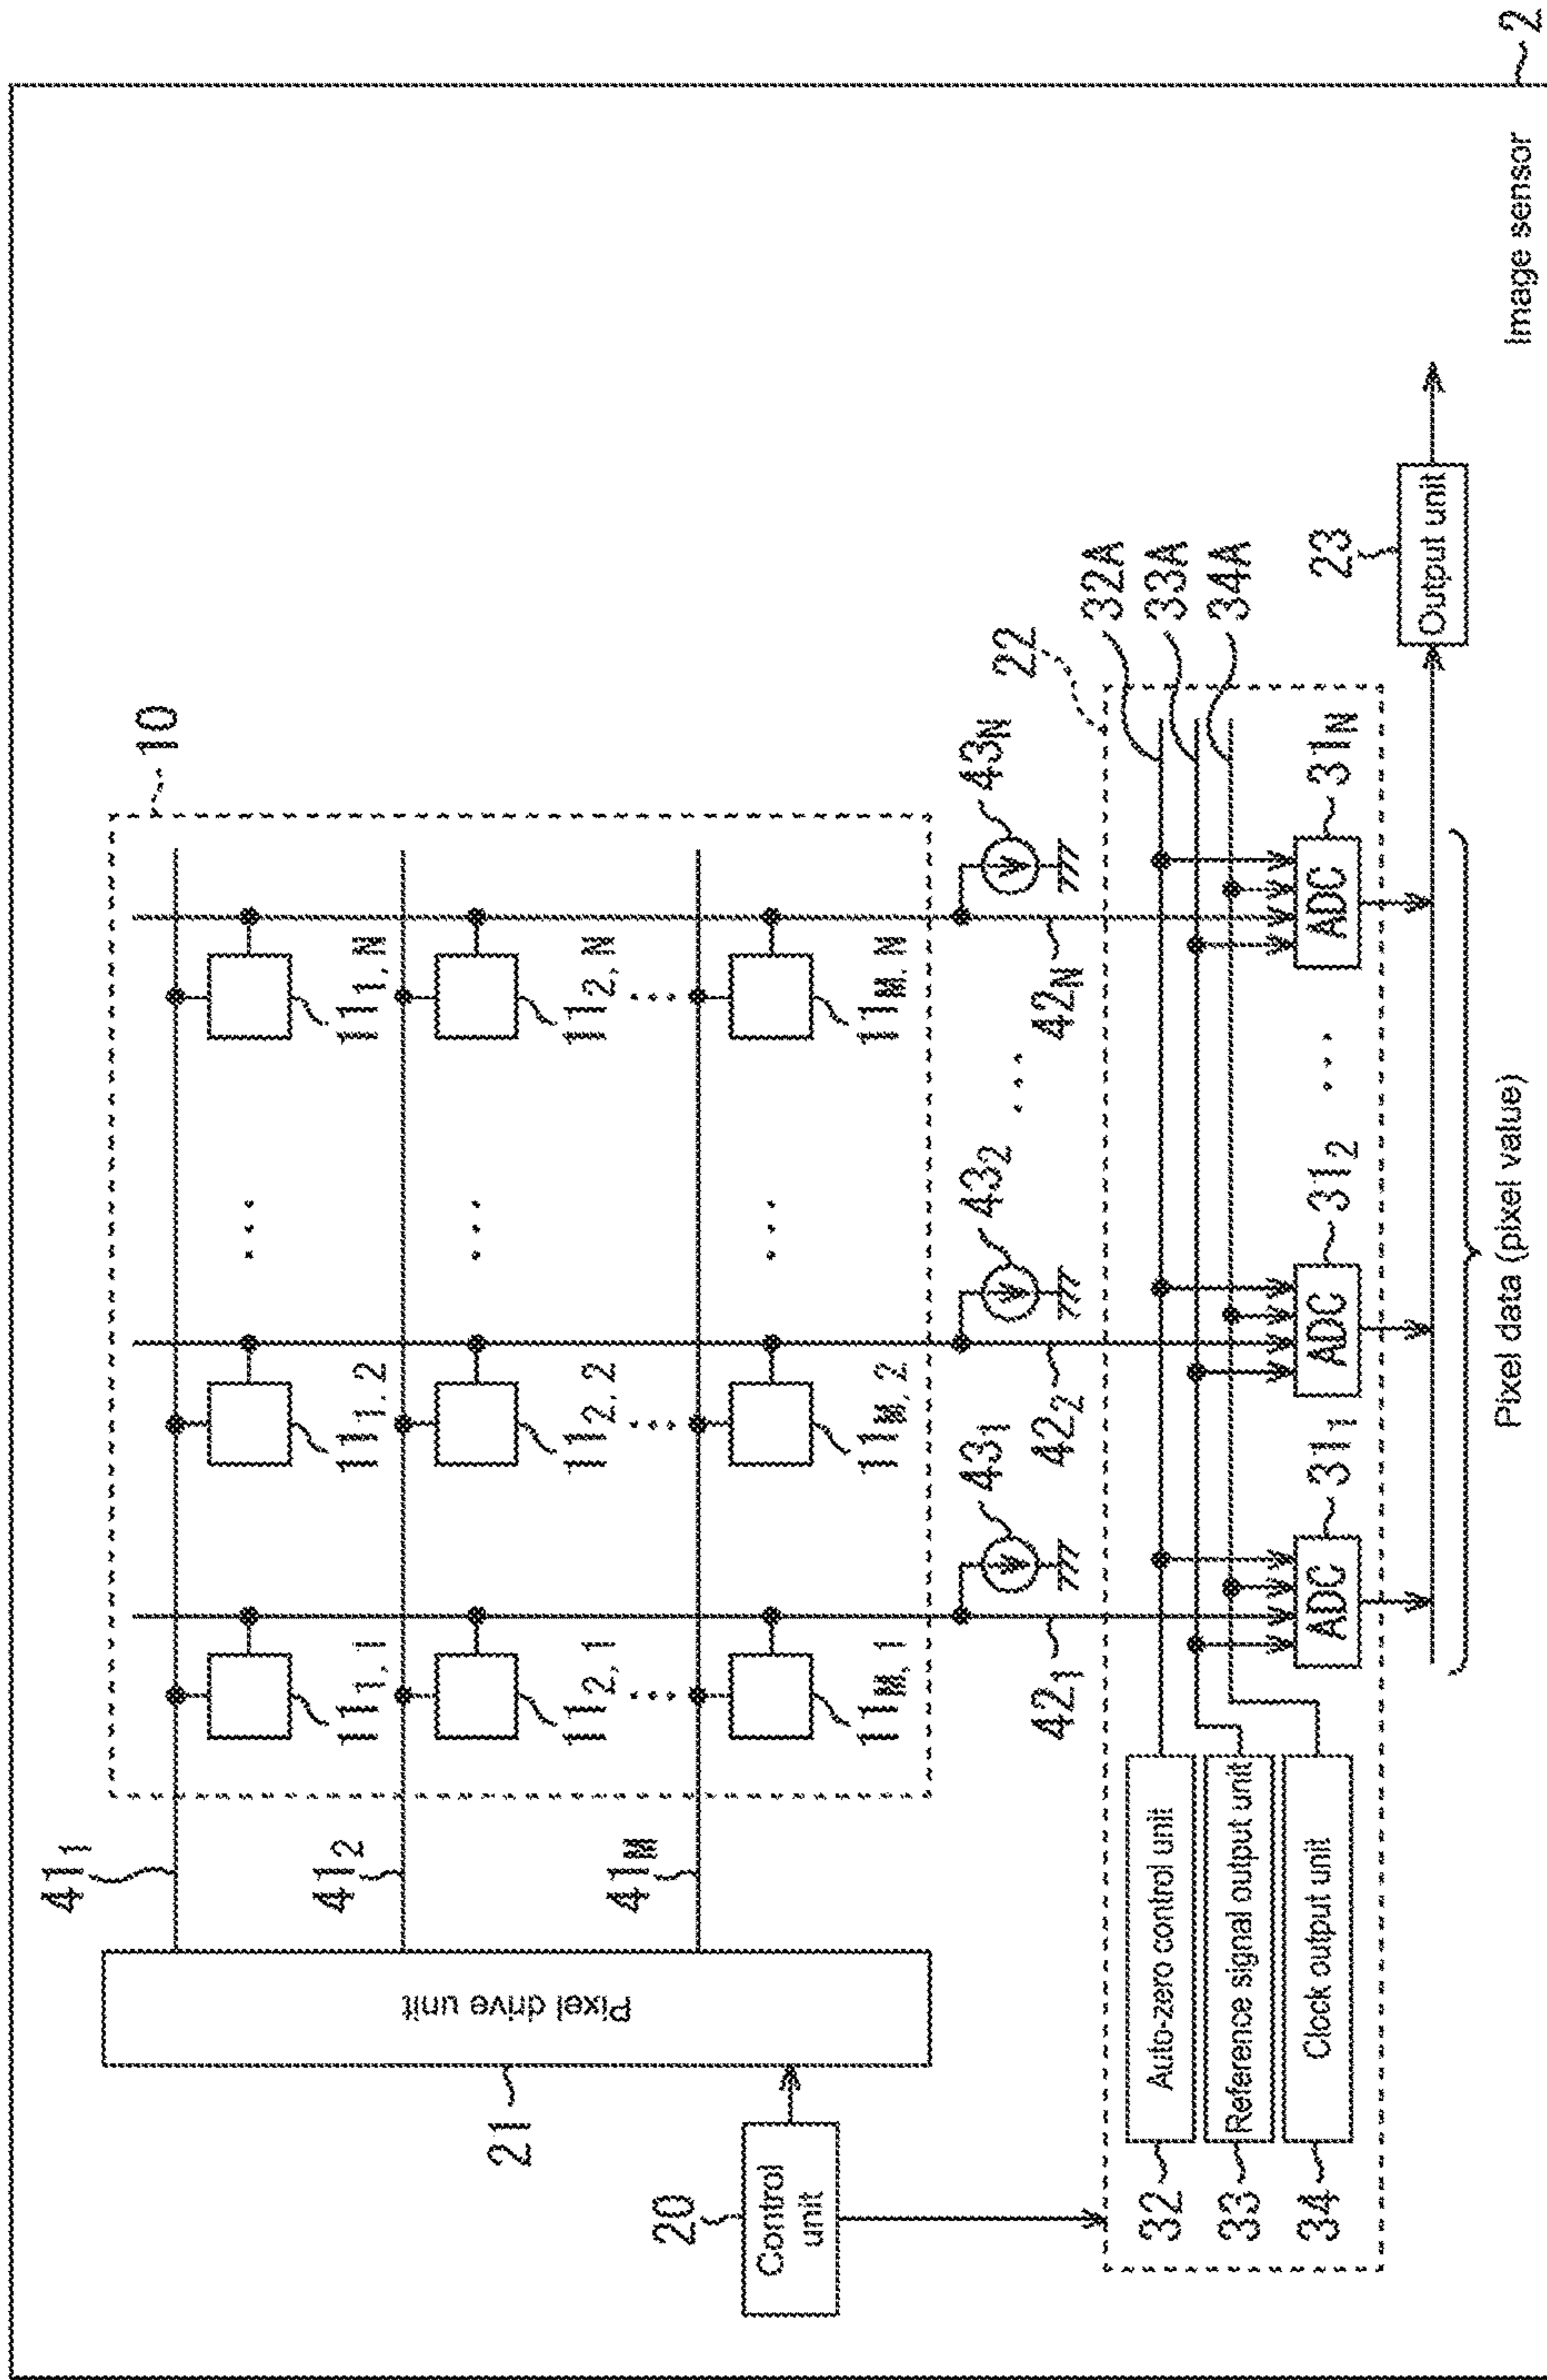 10
41₁
11₁,₁
11₁,₂
11₁,N
41₂
11₂,₁
11₂,₂
11₂,N
41M
11M,₁
11M,₂
11M,N
21
Pixel drive unit
20
Control
unit
43₁
43₂
43N
42₁
42₂
42N
22
32A
33A
34A
32
Auto-zero control unit
33
Reference signal output unit
34
Clock output unit
31₁
31₂
31N
ADC
ADC
ADC
23
Output unit
Pixel data (pixel value)
Image sensor
2